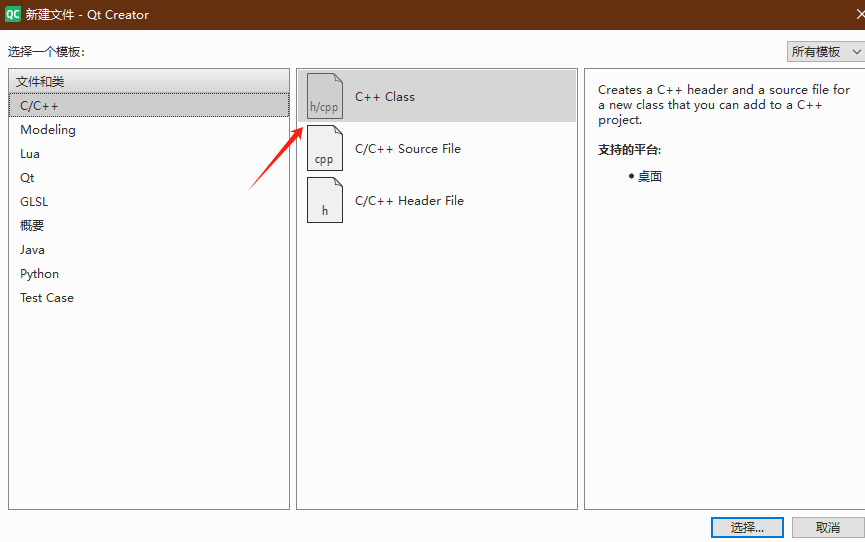 QC 新建文件 - Qt Creator
选择一个模板:
所有模板
文件和类
C/C++
Modeling
Lua
Qt
GLSL
概要
Java
Python
Test Case
h/cpp
C++ Class
cpp
C/C++ Source File
h
C/C++ Header File
Creates a C++ header and a source file for
a new class that you can add to a C++
project.
支持的平台:
• 桌面
选择...
取消